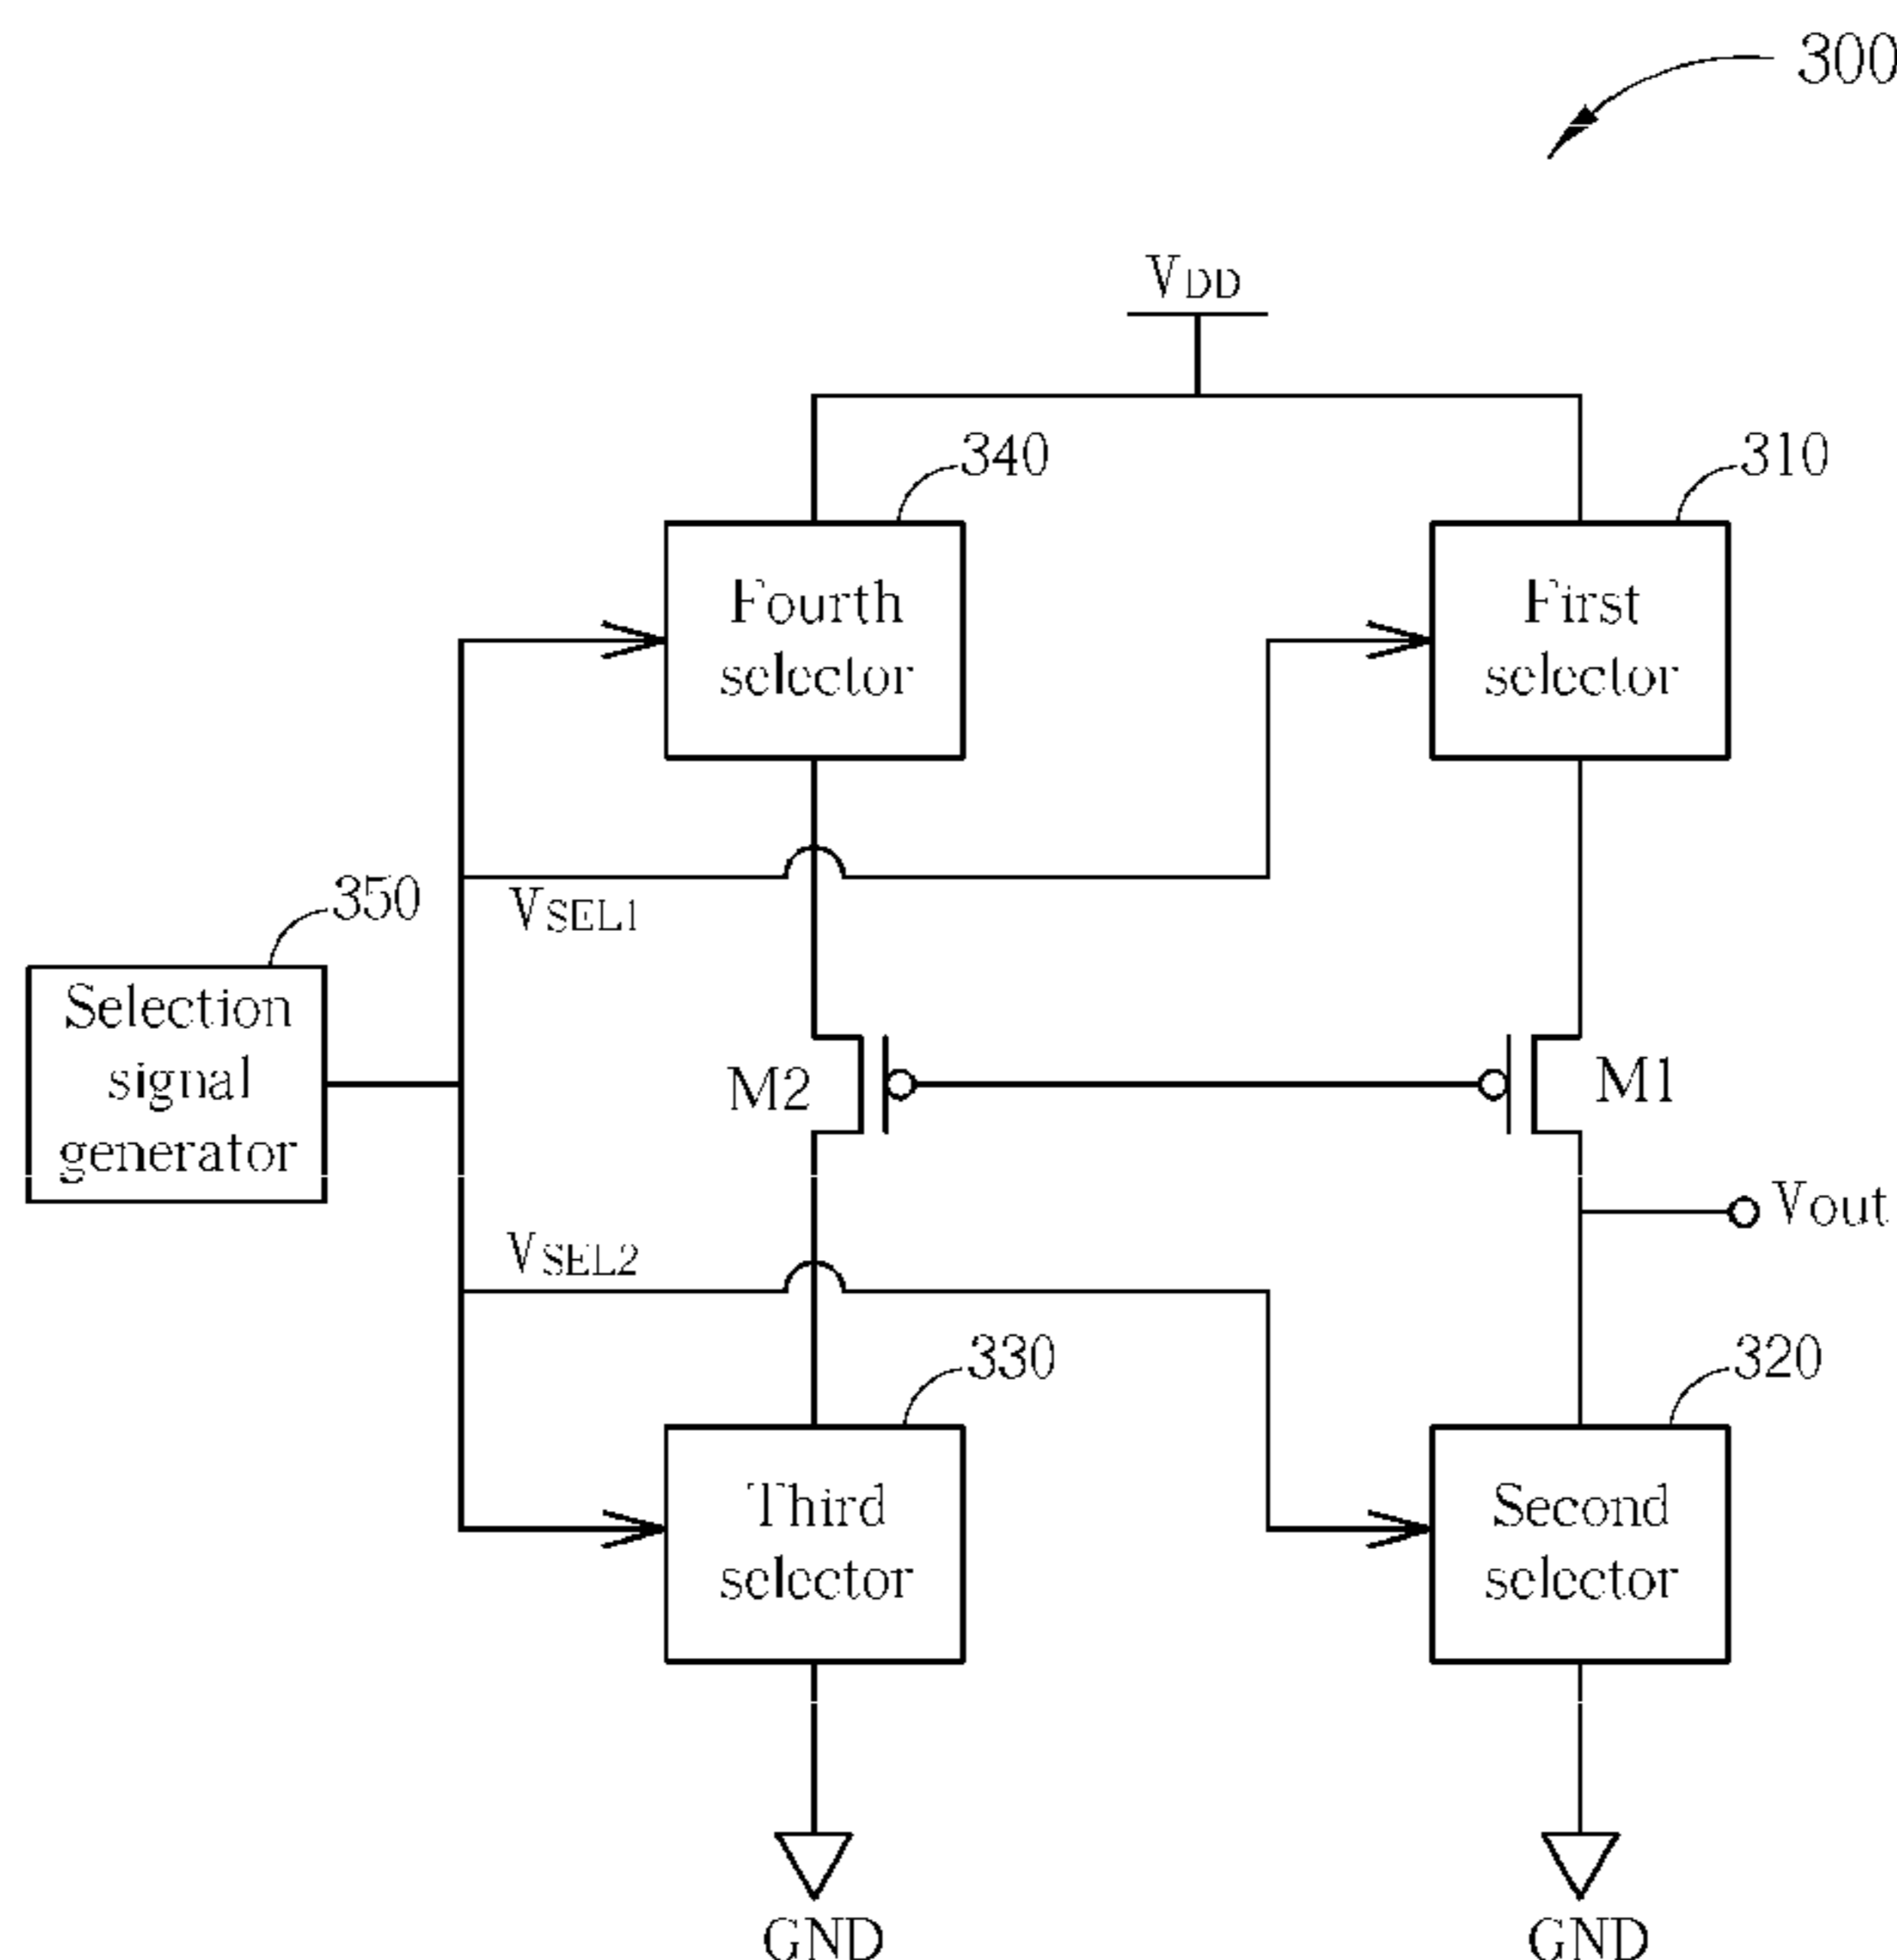 300
VDD
340
310
Fourth
selector
First
selector
350
VSEL1
Selection
signal
generator
M2
M1
Vout
VSEL2
330
320
Third
selector
Second
selector
GND
GND